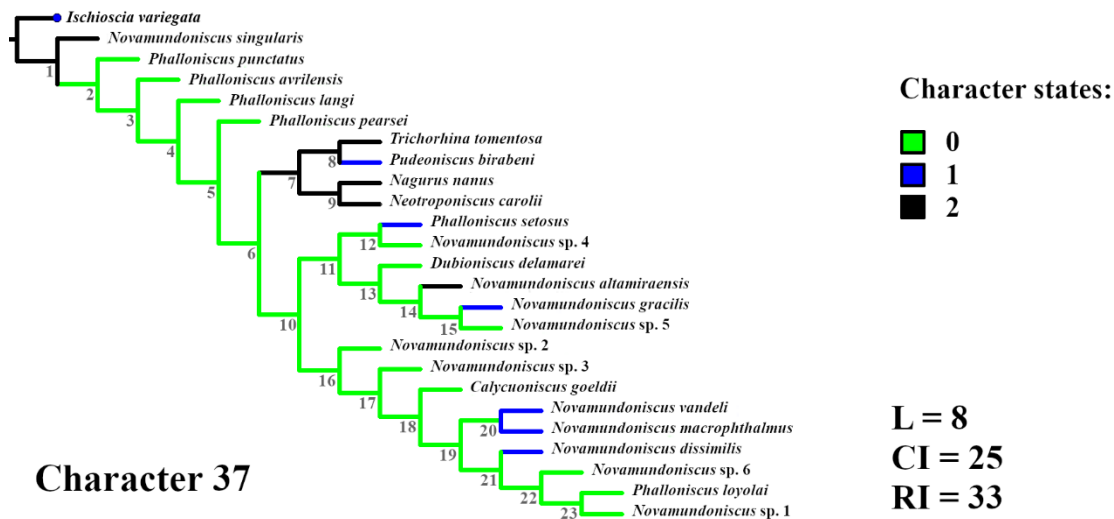 Ischioscia variegata
Novamundoniscus singularis
1
Phalloniscus punctatus
2
Phalloniscus avrilensis
3
Phalloniscus langi
4
Phalloniscus pearsei
5
Trichorhina tomentosa
8
Pudeoniscus birabeni
7
Nagurus nanus
9
Neotroponiscus carolii
6
Phalloniscus setosus
12
Novamundoniscus sp. 4
11
Dubioniscus delamarei
13
Novamundoniscus altamiraensis
14
Novamundoniscus gracilis
15
Novamundoniscus sp. 5
10
Novamundoniscus sp. 2
16
Novamundoniscus sp. 3
17
Calycuoniscus goeldii
18
Novamundoniscus vandeli
20
Novamundoniscus macrophthalmus
19
Novamundoniscus dissimilis
21
Novamundoniscus sp. 6
22
Phalloniscus loyolai
23
Novamundoniscus sp. 1
Character states:
0
1
2
Character 37
L = 8
CI = 25
RI = 33